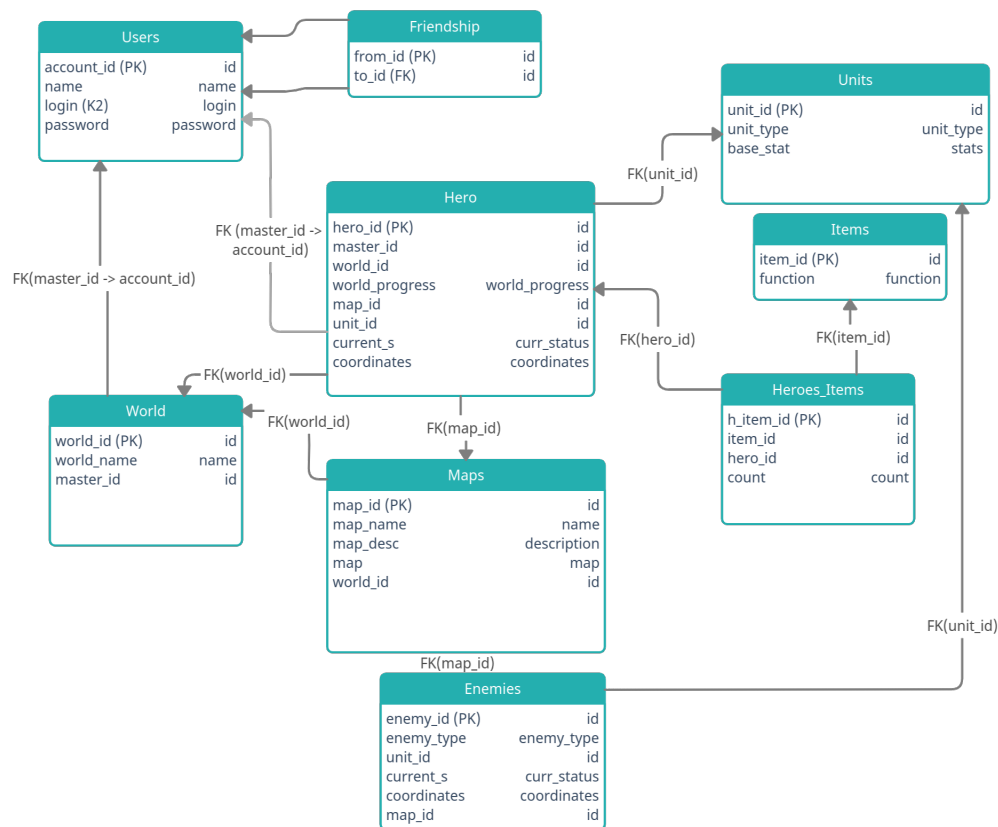 Users
account_id (PK) id
name name
login (K2) login
password password
Friendship
from_id (PK) id
to_id (FK) id
Units
unit_id (PK) id
unit_type unit_type
base_stat stats
FK(unit_id)
Hero
hero_id (PK) id
master_id id
world_id id
world_progress world_progress
map_id id
unit_id id
current_s curr_status
coordinates coordinates
FK (master_id ->
account_id)
FK(master_id -> account_id)
Items
item_id (PK) id
function function
FK(item_id)
FK(hero_id)
Heroes_Items
h_item_id (PK) id
item_id id
hero_id id
count count
FK(world_id)
World
world_id (PK) id
world_name name
master_id id
FK(world_id)
FK(map_id)
Maps
map_id (PK) id
map_name name
map_desc description
map map
world_id id
FK(unit_id)
FK(map_id)
Enemies
enemy_id (PK) id
enemy_type enemy_type
unit_id id
current_s curr_status
coordinates coordinates
map_id id